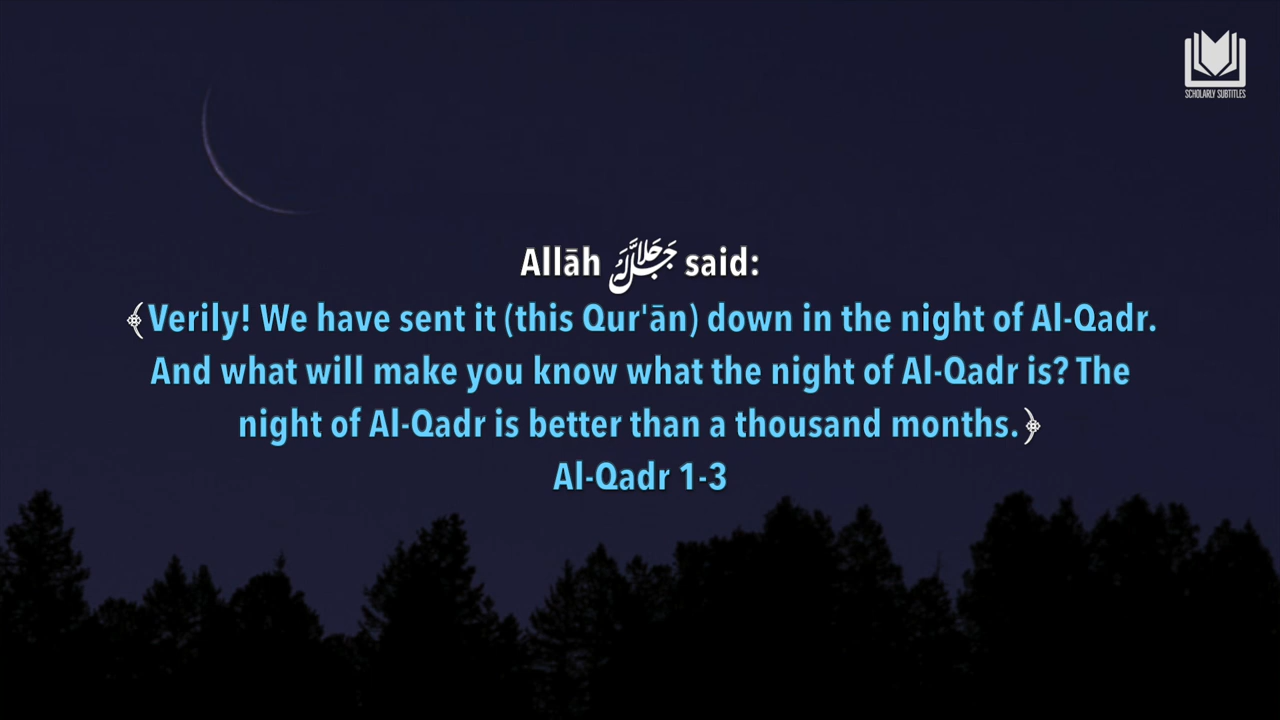 SCHOLARLY SUBTITLES
Allāh جَلَّ جَلَالُهُ said:
﴾Verily! We have sent it (this Qur'ān) down in the night of Al-Qadr.
And what will make you know what the night of Al-Qadr is? The
night of Al-Qadr is better than a thousand months.﴿
Al-Qadr 1-3